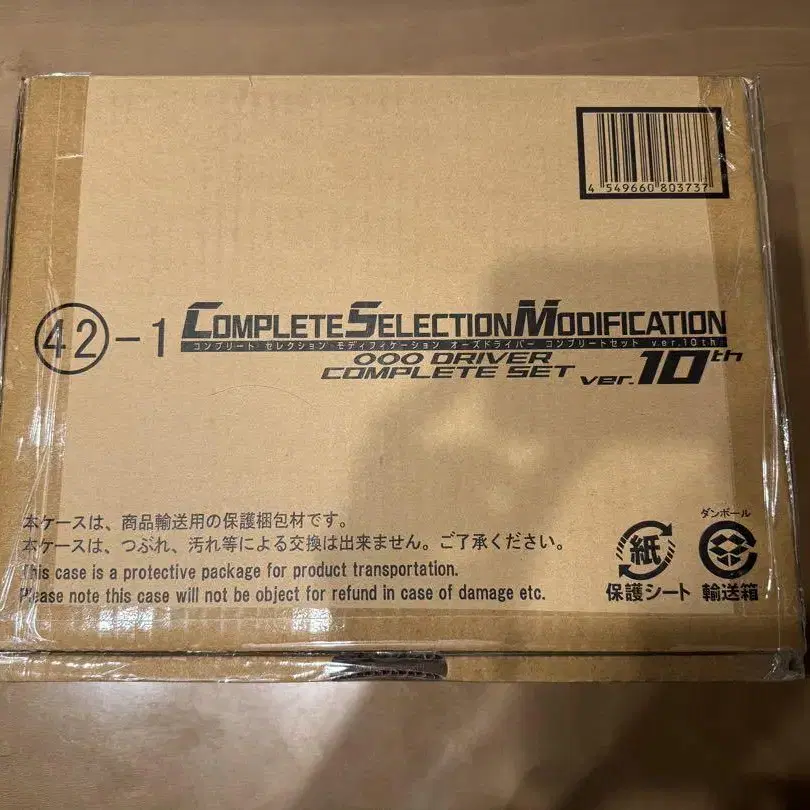 4 549660 803737
42-1
COMPLETE SELECTION MODIFICATION
コンプリート セレクション モディフィケーション オーズドライバー コンプリートセット ver.10th
OOO DRIVER
COMPLETE SET ver.10th
本ケースは、商品輸送用の保護梱包材です。
本ケースは、つぶれ、汚れ等による交換は出来ません。ご了承ください。
This case is a protective package for product transportation.
Please note this case will not be object for refund in case of damage etc.
紙
保護シート
ダンボール
輸送箱